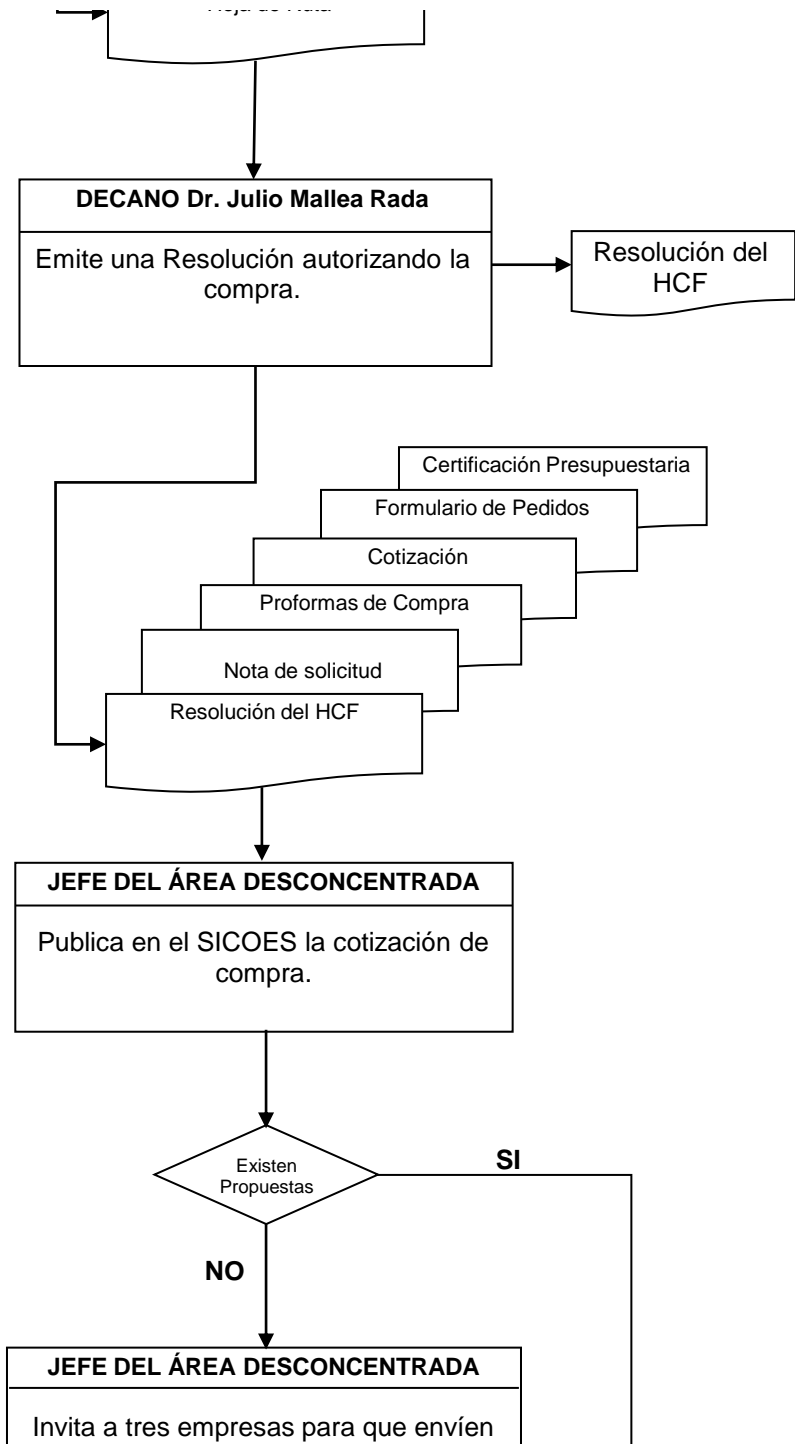 DECANO Dr. Julio Mallea Rada
Emite una Resolución autorizando la
compra.
Resolución del
HCF
Certificación Presupuestaria
Formulario de Pedidos
Cotización
Proformas de Compra
Nota de solicitud
Resolución del HCF
JEFE DEL ÁREA DESCONCENTRADA
Publica en el SICOES la cotización de
compra.
Existen
Propuestas
SI
NO
JEFE DEL ÁREA DESCONCENTRADA
Invita a tres empresas para que envíen